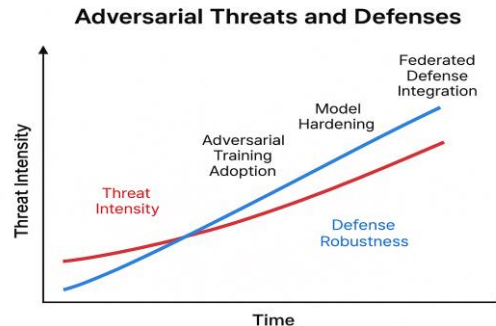 Adversarial Threats and Defenses
Federated
Defense
Integration
Model
Hardening
Adversarial
Training
Adoption
Threat
Intensity
Defense
Robustness
Threat Intensity
Time